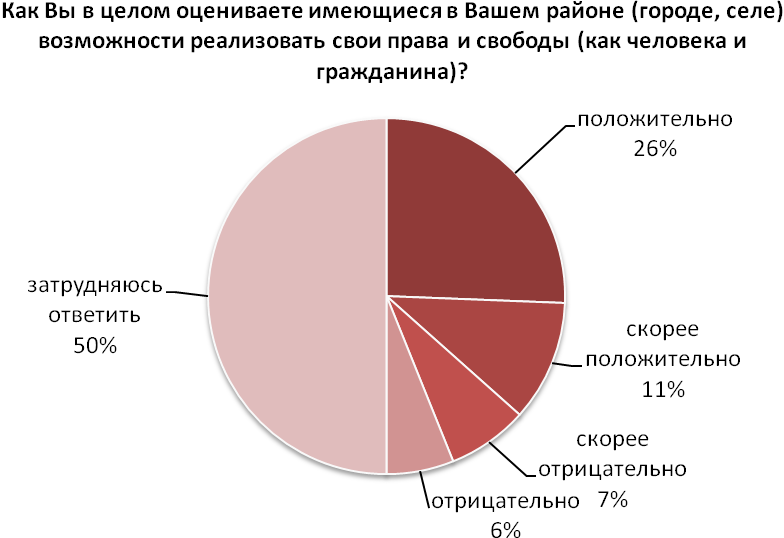 Как Вы в целом оцениваете имеющиеся в Вашем районе (городе, селе)
возможности реализовать свои права и свободы (как человека и
гражданина)?
положительно
26%
скорее
положительно
11%
скорее
отрицательно
7%
отрицательно
6%
затрудняюсь
ответить
50%